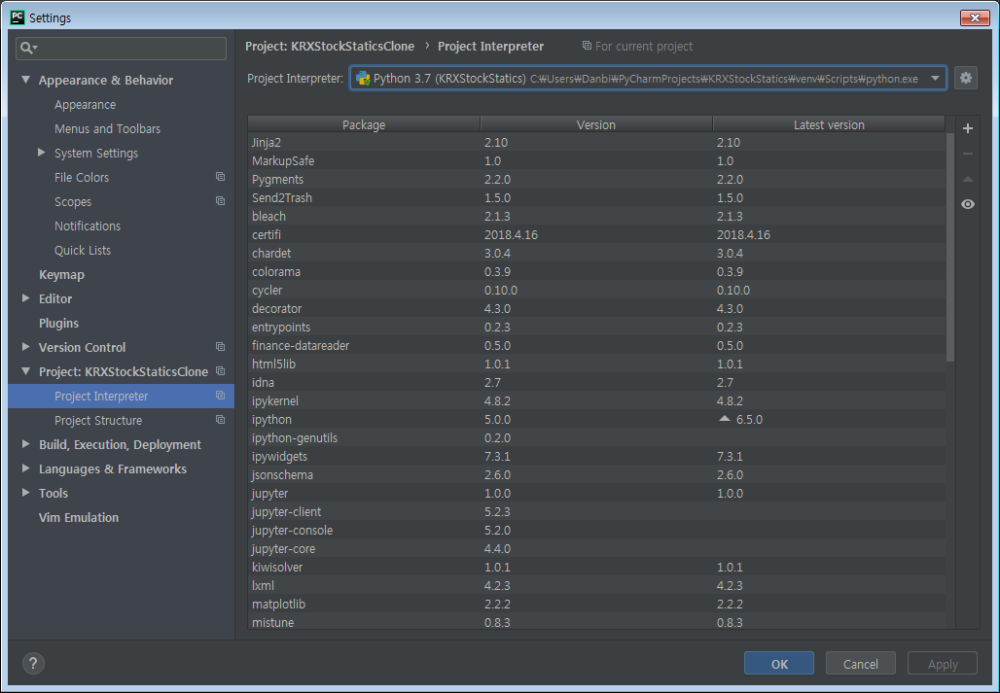 PC Settings
Appearance & Behavior
Appearance
Menus and Toolbars
System Settings
File Colors
Scopes
Notifications
Quick Lists
Keymap
Editor
Plugins
Version Control
Project: KRXStockStaticsClone
Project Interpreter
Project Structure
Build, Execution, Deployment
Languages & Frameworks
Tools
Vim Emulation
Project: KRXStockStaticsClone › Project Interpreter For current project
Project Interpreter: Python 3.7 (KRXStockStatics) C:₩Users₩Danbi₩PyCharmProjects₩KRXStockStatics₩venv₩Scripts₩python.exe
Package Version Latest version
Jinja2 2.10 2.10
MarkupSafe 1.0 1.0
Pygments 2.2.0 2.2.0
Send2Trash 1.5.0 1.5.0
bleach 2.1.3 2.1.3
certifi 2018.4.16 2018.4.16
chardet 3.0.4 3.0.4
colorama 0.3.9 0.3.9
cycler 0.10.0 0.10.0
decorator 4.3.0 4.3.0
entrypoints 0.2.3 0.2.3
finance-datareader 0.5.0 0.5.0
html5lib 1.0.1 1.0.1
idna 2.7 2.7
ipykernel 4.8.2 4.8.2
ipython 5.0.0 6.5.0
ipython-genutils 0.2.0
ipywidgets 7.3.1 7.3.1
jsonschema 2.6.0 2.6.0
jupyter 1.0.0 1.0.0
jupyter-client 5.2.3
jupyter-console 5.2.0
jupyter-core 4.4.0
kiwisolver 1.0.1 1.0.1
lxml 4.2.3 4.2.3
matplotlib 2.2.2 2.2.2
mistune 0.8.3 0.8.3
? OK Cancel Apply